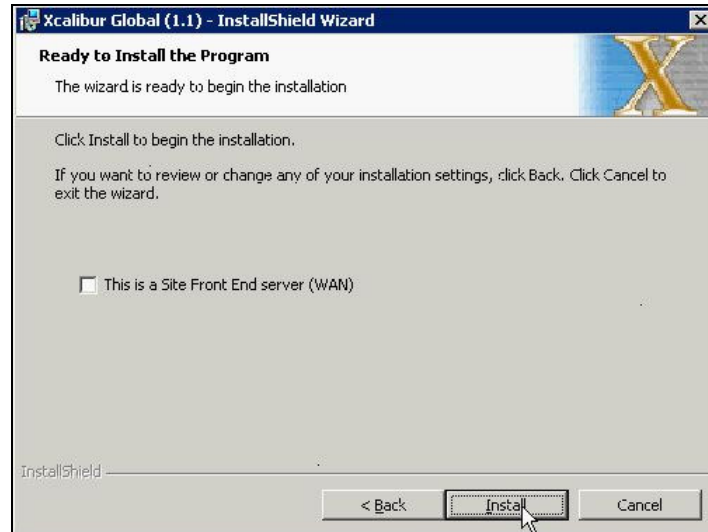 Xcalibur Global (1.1) - InstallShield Wizard
Ready to Install the Program
The wizard is ready to begin the installation
X
Click Install to begin the installation.
If you want to review or change any of your installation settings, click Back. Click Cancel to
exit the wizard.
This is a Site Front End server (WAN)
InstallShield
< Back
Install
Cancel